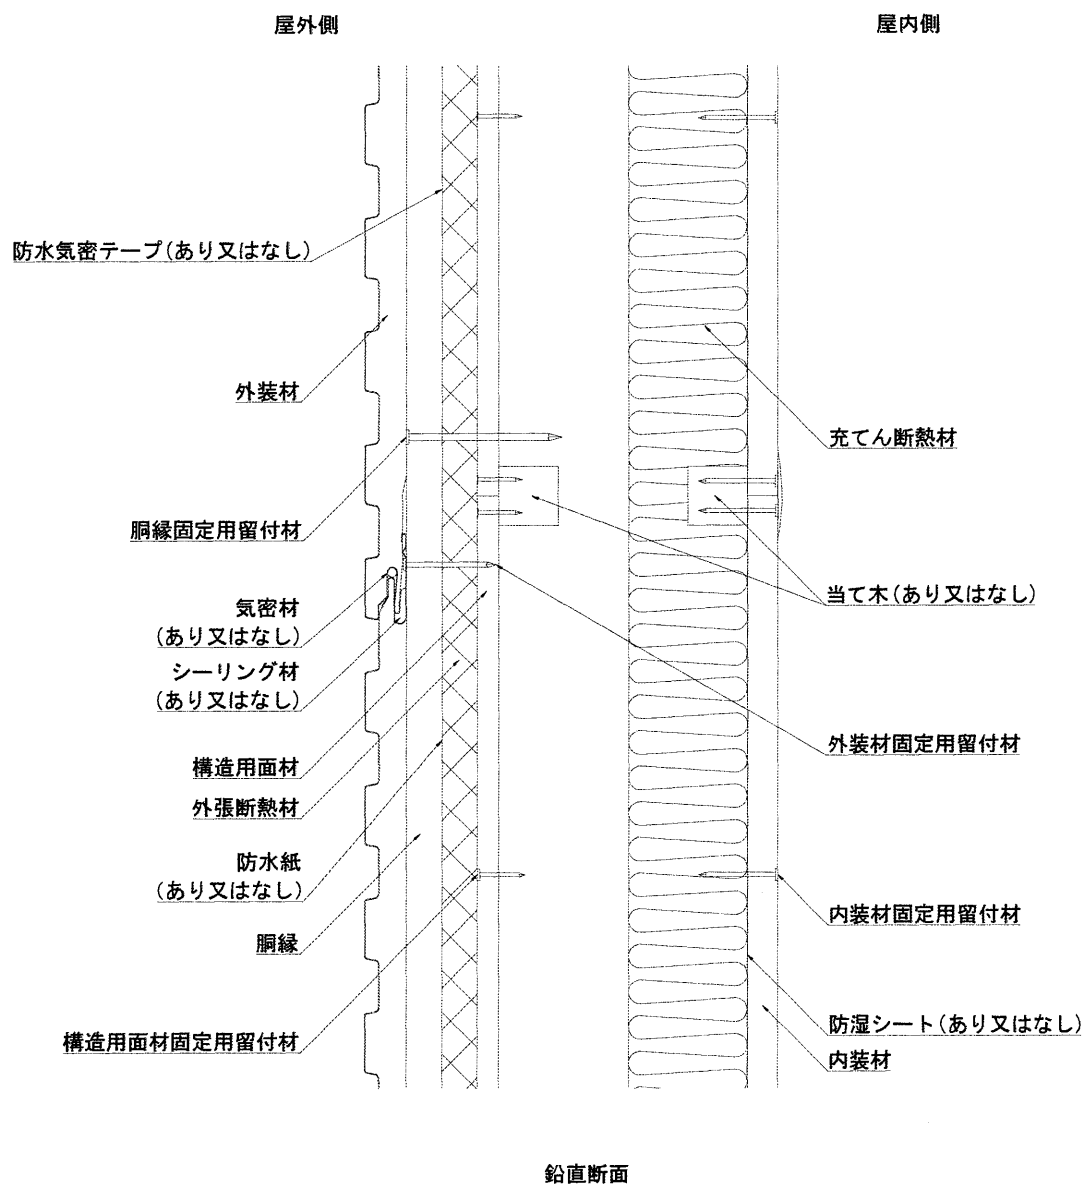 屋外側
屋内側
防水気密テープ(あり又はなし)
外装材
胴縁固定用留付材
気密材
(あり又はなし)
シーリング材
(あり又はなし)
構造用面材
外張断熱材
防水紙
(あり又はなし)
胴縁
構造用面材固定用留付材
充てん断熱材
当て木(あり又はなし)
外装材固定用留付材
内装材固定用留付材
防湿シート(あり又はなし)
内装材
鉛直断面